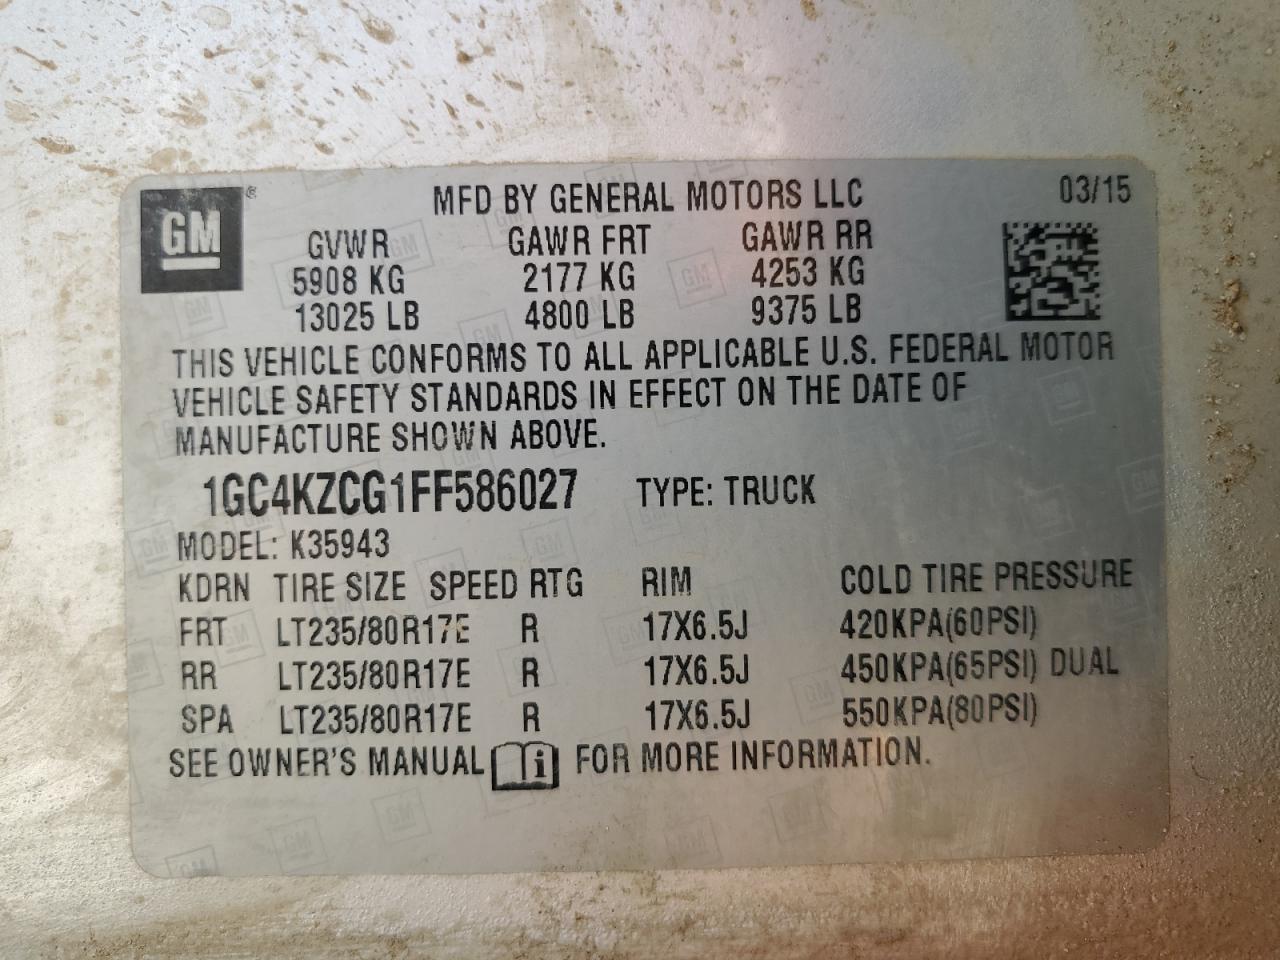 GM ®
MFD BY GENERAL MOTORS LLC 03/15
GVWR GAWR FRT GAWR RR
5908 KG 2177 KG 4253 KG
13025 LB 4800 LB 9375 LB
THIS VEHICLE CONFORMS TO ALL APPLICABLE U.S. FEDERAL MOTOR
VEHICLE SAFETY STANDARDS IN EFFECT ON THE DATE OF
MANUFACTURE SHOWN ABOVE.
1GC4KZCG1FF586027 TYPE: TRUCK
MODEL: K35943
KDRN TIRE SIZE SPEED RTG RIM COLD TIRE PRESSURE
FRT LT235/80R17E R 17X6.5J 420KPA(60PSI)
RR LT235/80R17E R 17X6.5J 450KPA(65PSI) DUAL
SPA LT235/80R17E R 17X6.5J 550KPA(80PSI)
SEE OWNER'S MANUAL i FOR MORE INFORMATION.